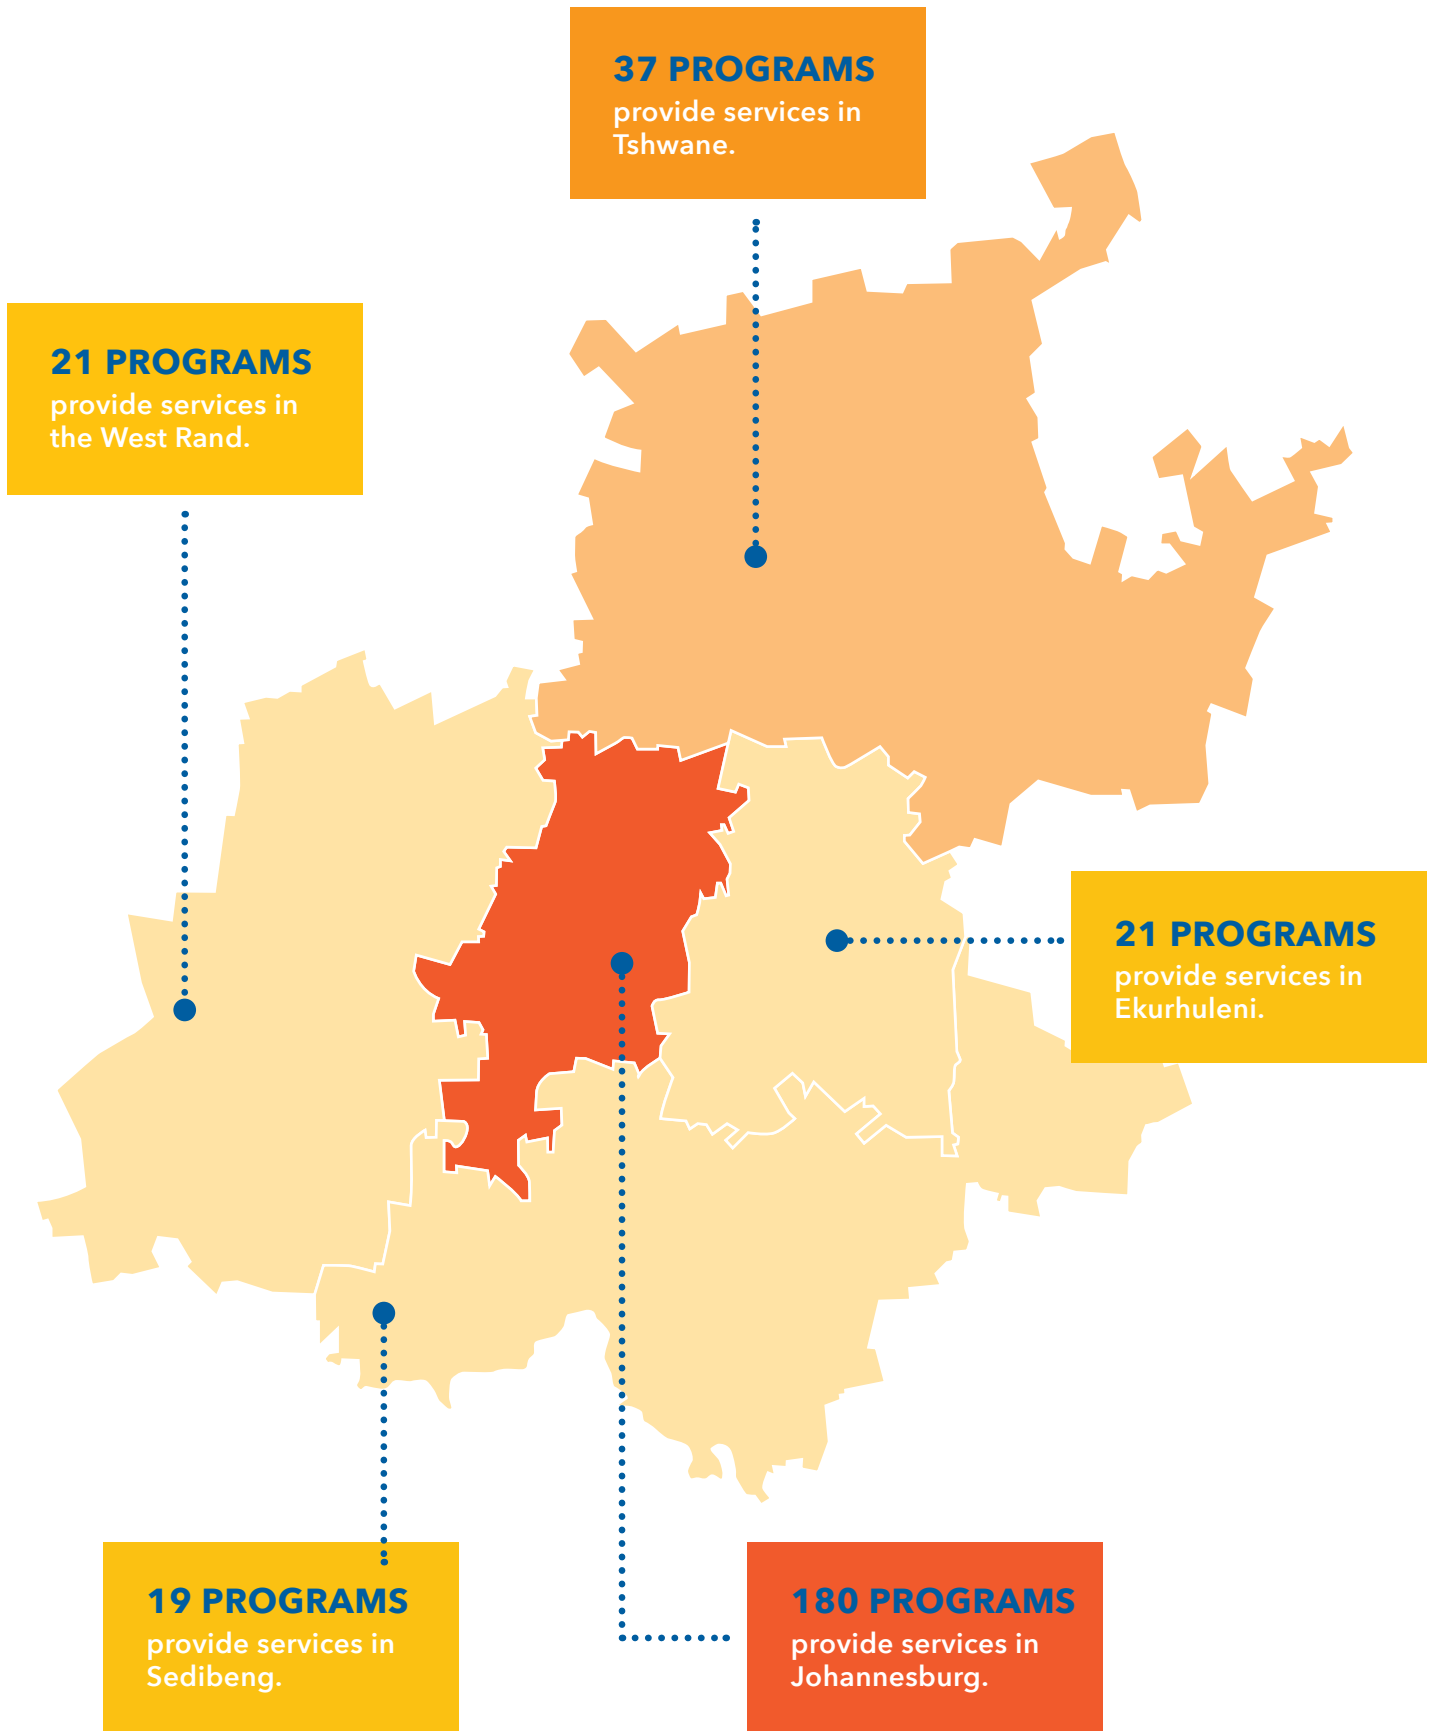 37 PROGRAMS
provide services in
Tshwane.
21 PROGRAMS
provide services in
the West Rand.
21 PROGRAMS
provide services in
Ekurhuleni.
19 PROGRAMS
provide services in
Sedibeng.
180 PROGRAMS
provide services in
Johannesburg.